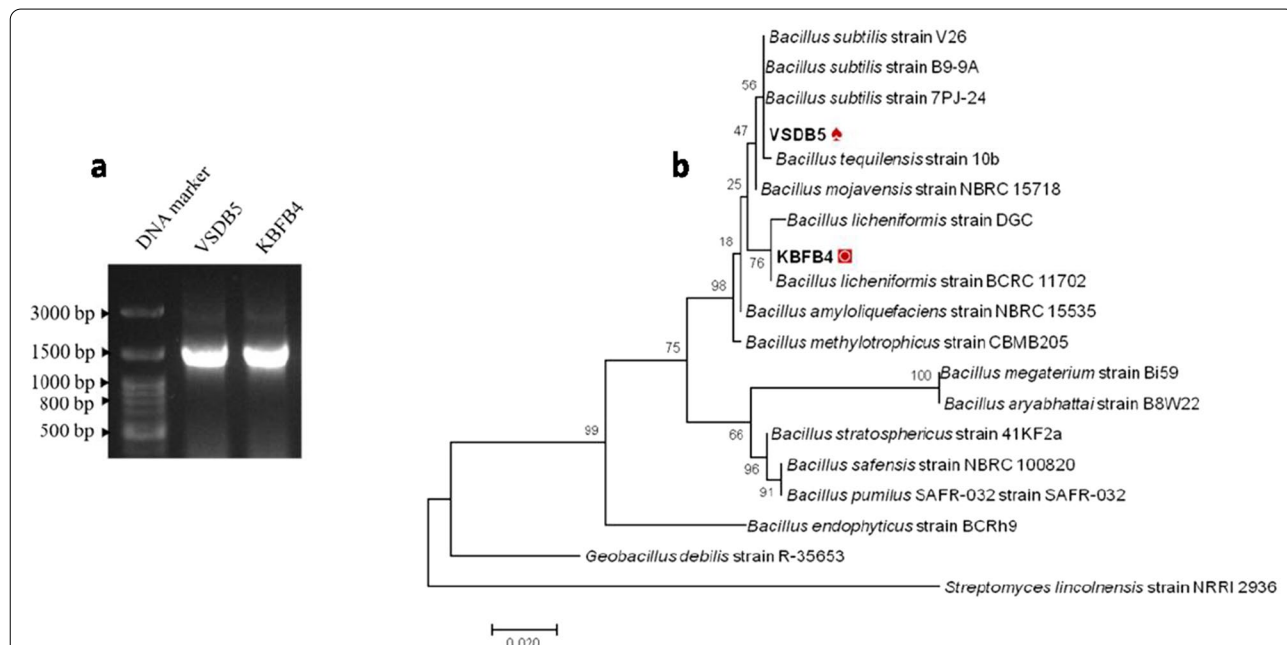 a
DNA marker
VSDB5
KBFB4
3000 bp
1500 bp
1000 bp
800 bp
500 bp
b
Bacillus subtilis strain V26
Bacillus subtilis strain B9-9A
56
Bacillus subtilis strain 7PJ-24
47
VSDB5
Bacillus tequilensis strain 10b
25
Bacillus mojavensis strain NBRC 15718
Bacillus licheniformis strain DGC
18
KBFB4
76
Bacillus licheniformis strain BCRC 11702
98
Bacillus amyloliquefaciens strain NBRC 15535
Bacillus methylotrophicus strain CBMB205
75
Bacillus megaterium strain Bi59
100
Bacillus aryabhattai strain B8W22
99
66
Bacillus stratosphericus strain 41KF2a
Bacillus safensis strain NBRC 100820
96
91
Bacillus pumilus SAFR-032 strain SAFR-032
Bacillus endophyticus strain BCRh9
Geobacillus debilis strain R-35653
Streptomyces lincolnensis strain NRRI 2936
0.020